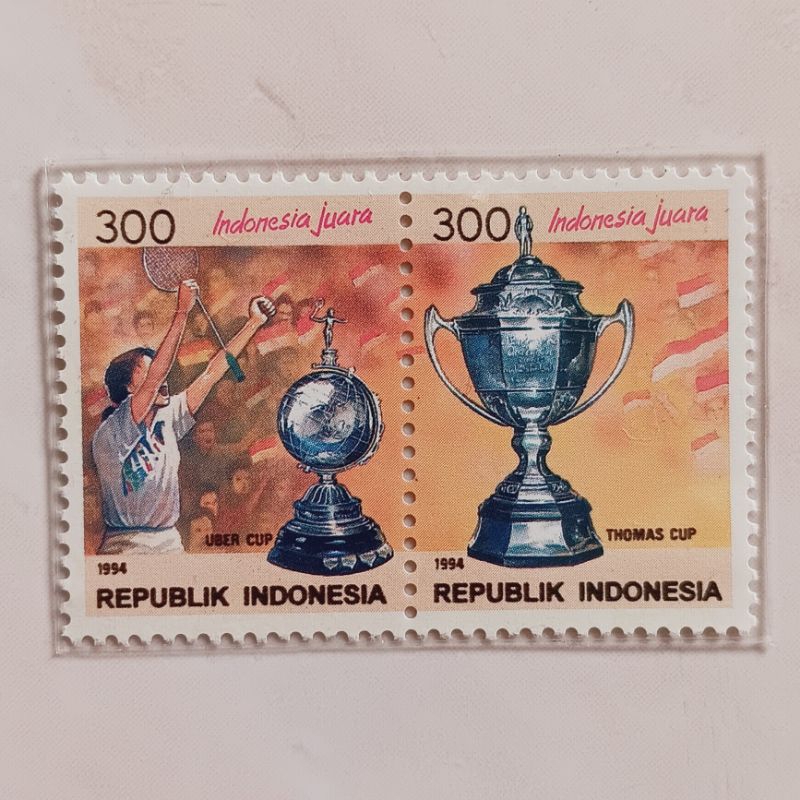 300 Indonesia juara
UBER CUP
1994
REPUBLIK INDONESIA
300 Indonesia juara
THOMAS CUP
1994
REPUBLIK INDONESIA